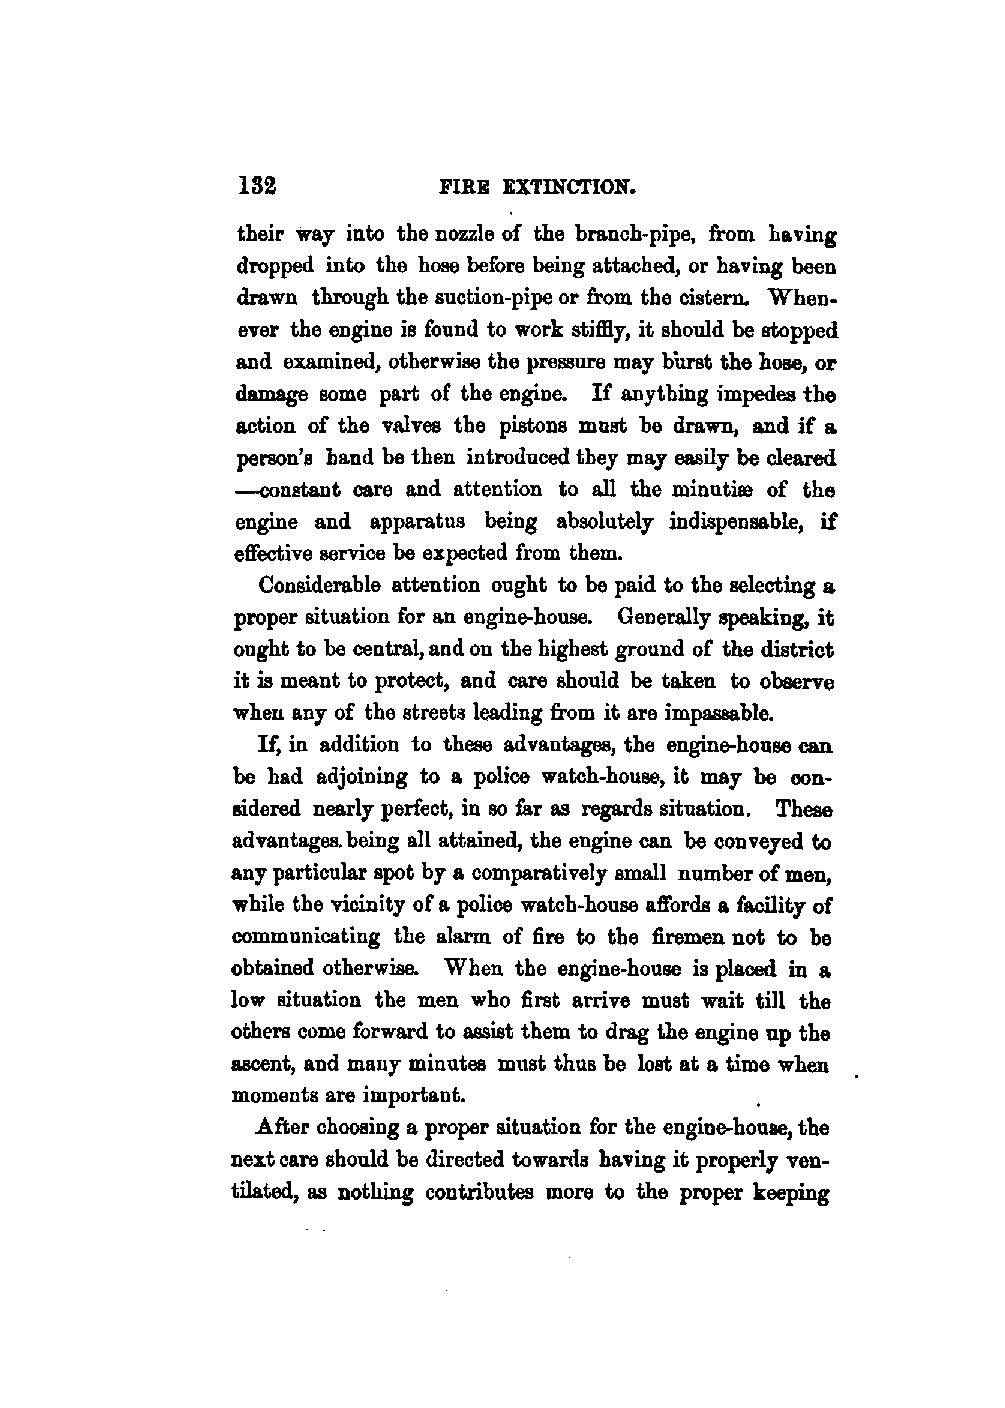 132 FIRE EXTINCTION.
their way into the nozzle of the branch-pipe, from having
dropped into the hose before being attached, or having been
drawn through the suction-pipe or from the cistern. When-
ever the engine is found to work stiffly, it should be stopped
and examined, otherwise the pressure may burst the hose, or
damage some part of the engine. If anything impedes the
action of the valves the pistons must be drawn, and if a
person's hand be then introduced they may easily be cleared
—constant care and attention to all the minutiæ of the
engine and apparatus being absolutely indispensable, if
effective service be expected from them.
Considerable attention ought to be paid to the selecting a
proper situation for an engine-house. Generally speaking, it
ought to be central, and on the highest ground of the district
it is meant to protect, and care should be taken to observe
when any of the streets leading from it are impassable.
If, in addition to these advantages, the engine-house can
be had adjoining to a police watch-house, it may be con-
sidered nearly perfect, in so far as regards situation. These
advantages being all attained, the engine can be conveyed to
any particular spot by a comparatively small number of men,
while the vicinity of a police watch-house affords a facility of
communicating the alarm of fire to the firemen not to be
obtained otherwise. When the engine-house is placed in a
low situation the men who first arrive must wait till the
others come forward to assist them to drag the engine up the
ascent, and many minutes must thus be lost at a time when
moments are important.
After choosing a proper situation for the engine-house, the
next care should be directed towards having it properly ven-
tilated, as nothing contributes more to the proper keeping